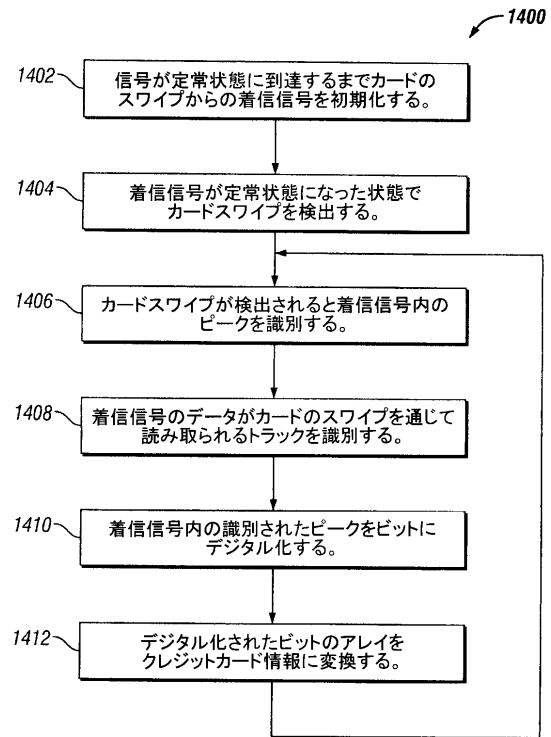 1400
1402
信号が定常状態に到達するまでカードの
スワイプからの着信信号を初期化する。
1404
着信信号が定常状態になった状態で
カードスワイプを検出する。
1406
カードスワイプが検出されると着信信号内の
ピークを識別する。
1408
着信信号のデータがカードのスワイプを通じて
読み取られるトラックを識別する。
1410
着信信号内の識別されたピークをビットに
デジタル化する。
1412
デジタル化されたビットのアレイを
クレジットカード情報に変換する。